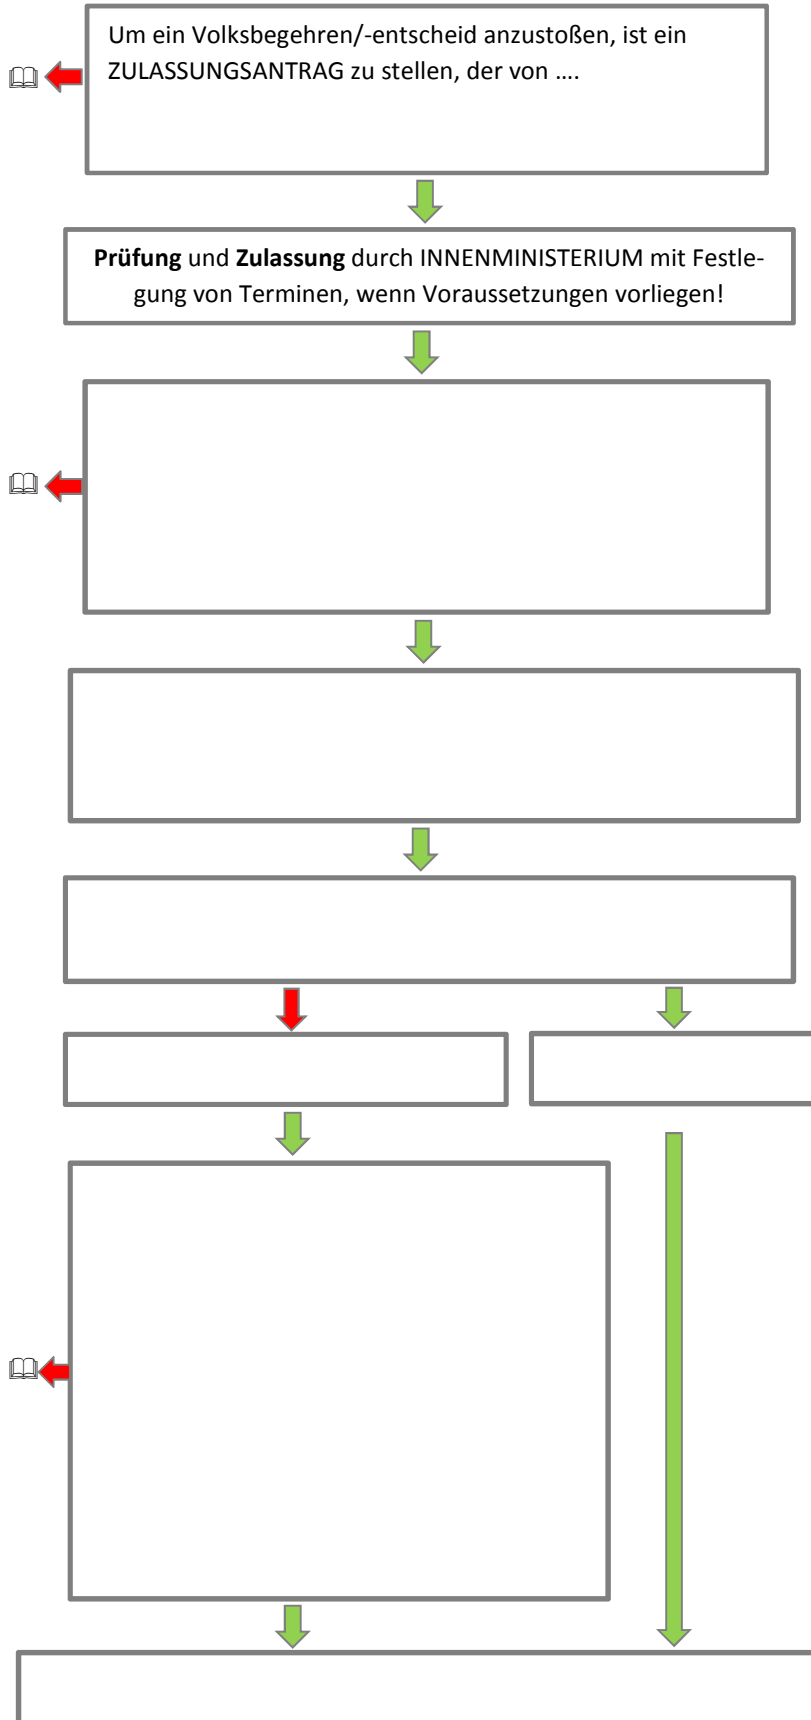 Um ein Volksbegehren/-entscheid anzustoßen, ist ein
ZULASSUNGSANTRAG zu stellen, der von ....
Prüfung und Zulassung durch INNENMINISTERIUM mit Festle-
gung von Terminen, wenn Voraussetzungen vorliegen!